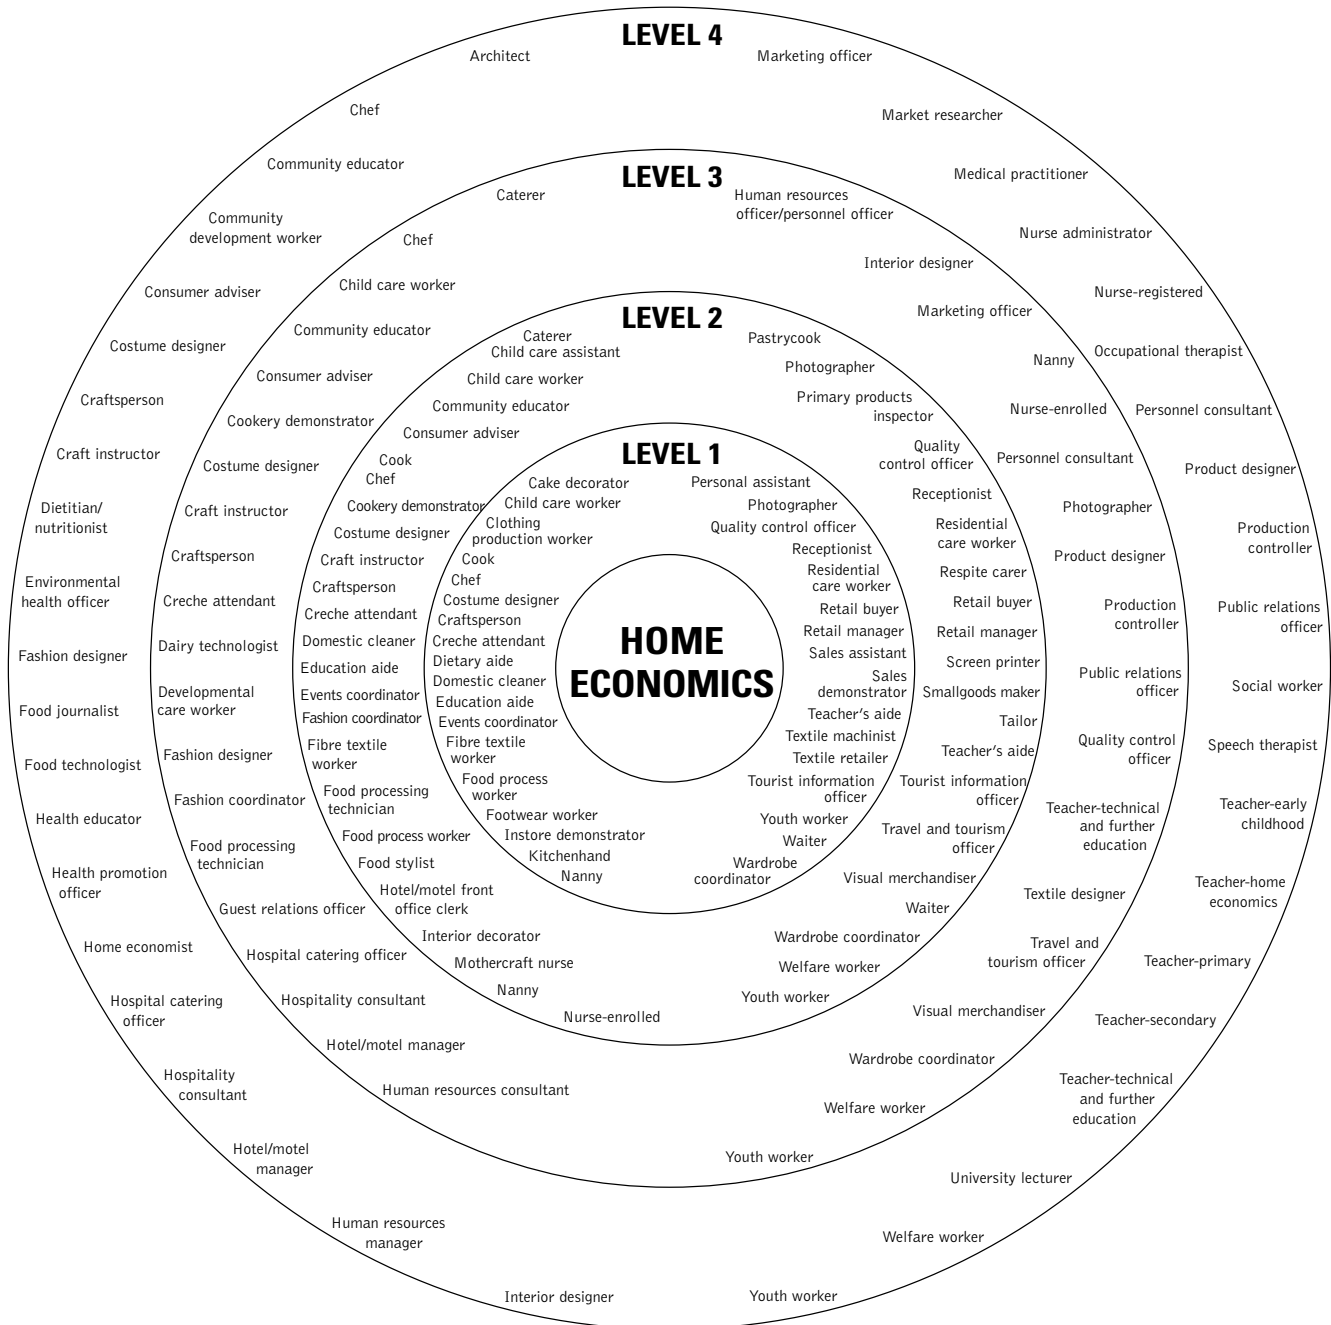 LEVEL 4
Architect
Chef
Community educator
Community
development worker
Consumer adviser
Costume designer
Craftsperson
Craft instructor
Dietitian/
nutritionist
Environmental
health officer
Fashion designer
Food journalist
Food technologist
Health educator
Health promotion
officer
Home economist
Hospital catering
officer
Hospitality
consultant
Hotel/motel
manager
Human resources
manager
Interior designer
Marketing officer
Market researcher
Medical practitioner
Nurse administrator
Nurse-registered
Occupational therapist
Personnel consultant
Product designer
Production
controller
Public relations
officer
Social worker
Speech therapist
Teacher-early
childhood
Teacher-home
economics
Teacher-primary
Teacher-secondary
Teacher-technical
and further
education
University lecturer
Welfare worker
Youth worker
LEVEL 3
Caterer
Chef
Child care worker
Community educator
Consumer adviser
Cookery demonstrator
Costume designer
Craft instructor
Craftsperson
Creche attendant
Dairy technologist
Developmental
care worker
Fashion designer
Fashion coordinator
Food processing
technician
Guest relations officer
Hospital catering officer
Hospitality consultant
Hotel/motel manager
Human resources consultant
Human resources
officer/personnel officer
Interior designer
Marketing officer
Nanny
Nurse-enrolled
Personnel consultant
Photographer
Product designer
Production
controller
Public relations
officer
Quality control
officer
Teacher-technical
and further
education
Textile designer
Travel and
tourism officer
Visual merchandiser
Wardrobe coordinator
Welfare worker
Youth worker
LEVEL 2
Caterer
Child care assistant
Child care worker
Community educator
Consumer adviser
Cook
Chef
Cookery demonstrator
Costume designer
Craft instructor
Craftsperson
Creche attendant
Domestic cleaner
Education aide
Events coordinator
Fashion coordinator
Fibre textile
worker
Food processing
technician
Food process worker
Food stylist
Hotel/motel front
office clerk
Interior decorator
Mothercraft nurse
Nanny
Nurse-enrolled
Pastrycook
Photographer
Primary products
inspector
Quality
control officer
Receptionist
Residential
care worker
Respite carer
Retail buyer
Retail manager
Screen printer
Smallgoods maker
Tailor
Teacher's aide
Tourist information
officer
Travel and tourism
officer
Visual merchandiser
Waiter
Wardrobe coordinator
Welfare worker
Youth worker
LEVEL 1
Cake decorator
Child care worker
Clothing
production worker
Cook
Chef
Costume designer
Craftsperson
Creche attendant
Dietary aide
Domestic cleaner
Education aide
Events coordinator
Fibre textile
worker
Food process
worker
Footwear worker
Instore demonstrator
Kitchenhand
Nanny
Personal assistant
Photographer
Quality control officer
Receptionist
Residential
care worker
Retail buyer
Retail manager
Sales assistant
Sales
demonstrator
Teacher's aide
Textile machinist
Textile retailer
Tourist information
officer
Youth worker
Waiter
Wardrobe
coordinator
HOME
ECONOMICS